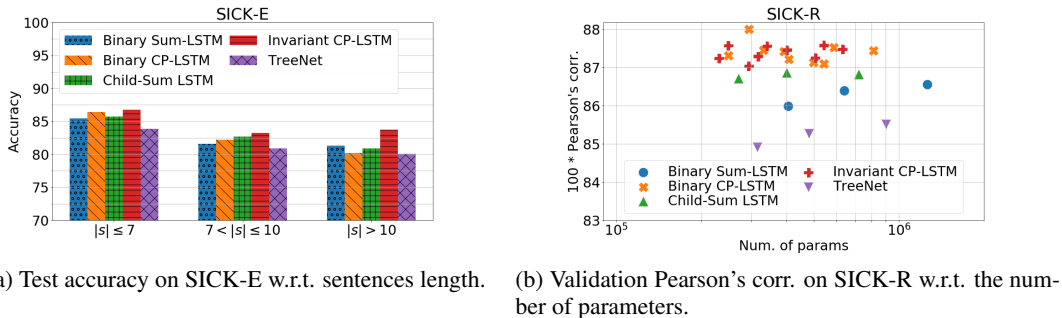 SICK-E
100
95
90
85
80
75
70
Accuracy
Binary Sum-LSTM
Binary CP-LSTM
Child-Sum LSTM
Invariant CP-LSTM
TreeNet
|s| ≤ 7
7 < |s| ≤ 10
|s| > 10
a) Test accuracy on SICK-E w.r.t. sentences length.
SICK-R
88
87
86
85
84
83
100 * Pearson's corr.
Binary Sum-LSTM
Binary CP-LSTM
Child-Sum LSTM
Invariant CP-LSTM
TreeNet
10⁵
10⁶
Num. of params
(b) Validation Pearson's corr. on SICK-R w.r.t. the num-
ber of parameters.